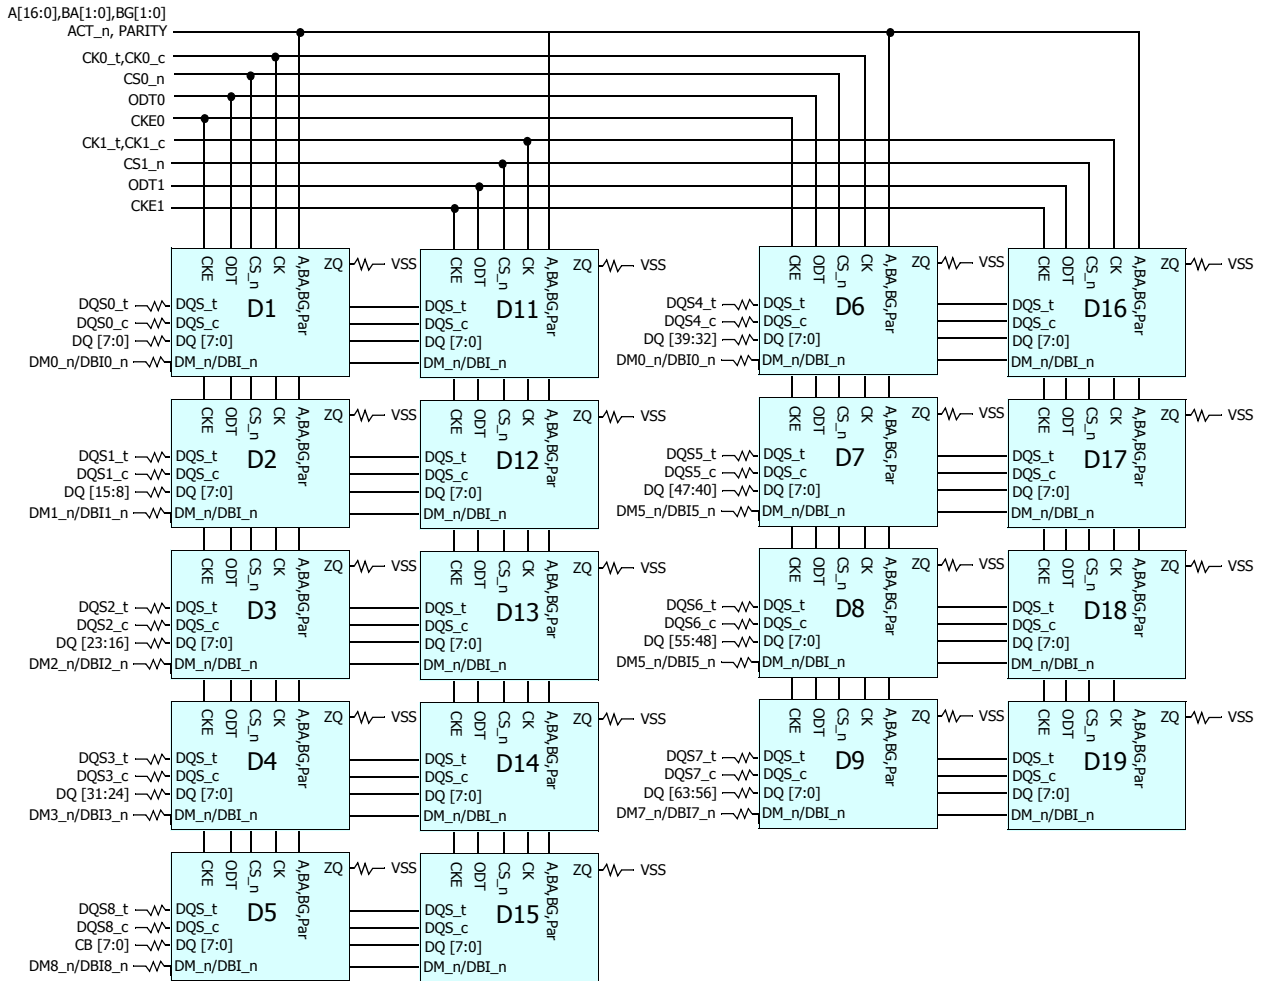 A[16:0],BA[1:0],BG[1:0]
ACT_n, PARITY
CK0_t,CK0_c
CS0_n
ODT0
CKE0
CK1_t,CK1_c
CS1_n
ODT1
CKE1
CKE ODT CS_n CK A,BA,BG,Par ZQ VSS
D1
DQS0_t DQS_t
DQS0_c DQS_c
DQ [7:0] DQ [7:0]
DM0_n/DBI0_n DM_n/DBI_n
CKE ODT CS_n CK A,BA,BG,Par ZQ VSS
D11
DQS_t
DQS_c
DQ [7:0]
DM_n/DBI_n
CKE ODT CS_n CK A,BA,BG,Par ZQ VSS
D6
DQS4_t DQS_t
DQS4_c DQS_c
DQ [39:32] DQ [7:0]
DM0_n/DBI0_n DM_n/DBI_n
CKE ODT CS_n CK A,BA,BG,Par ZQ VSS
D16
DQS_t
DQS_c
DQ [7:0]
DM_n/DBI_n
CKE ODT CS_n CK A,BA,BG,Par ZQ VSS
D2
DQS1_t DQS_t
DQS1_c DQS_c
DQ [15:8] DQ [7:0]
DM1_n/DBI1_n DM_n/DBI_n
CKE ODT CS_n CK A,BA,BG,Par ZQ VSS
D12
DQS_t
DQS_c
DQ [7:0]
DM_n/DBI_n
CKE ODT CS_n CK A,BA,BG,Par ZQ VSS
D7
DQS5_t DQS_t
DQS5_c DQS_c
DQ [47:40] DQ [7:0]
DM5_n/DBI5_n DM_n/DBI_n
CKE ODT CS_n CK A,BA,BG,Par ZQ VSS
D17
DQS_t
DQS_c
DQ [7:0]
DM_n/DBI_n
CKE ODT CS_n CK A,BA,BG,Par ZQ VSS
D3
DQS2_t DQS_t
DQS2_c DQS_c
DQ [23:16] DQ [7:0]
DM2_n/DBI2_n DM_n/DBI_n
CKE ODT CS_n CK A,BA,BG,Par ZQ VSS
D13
DQS_t
DQS_c
DQ [7:0]
DM_n/DBI_n
CKE ODT CS_n CK A,BA,BG,Par ZQ VSS
D8
DQS6_t DQS_t
DQS6_c DQS_c
DQ [55:48] DQ [7:0]
DM5_n/DBI5_n DM_n/DBI_n
CKE ODT CS_n CK A,BA,BG,Par ZQ VSS
D18
DQS_t
DQS_c
DQ [7:0]
DM_n/DBI_n
CKE ODT CS_n CK A,BA,BG,Par ZQ VSS
D4
DQS3_t DQS_t
DQS3_c DQS_c
DQ [31:24] DQ [7:0]
DM3_n/DBI3_n DM_n/DBI_n
CKE ODT CS_n CK A,BA,BG,Par ZQ VSS
D14
DQS_t
DQS_c
DQ [7:0]
DM_n/DBI_n
CKE ODT CS_n CK A,BA,BG,Par ZQ VSS
D9
DQS7_t DQS_t
DQS7_c DQS_c
DQ [63:56] DQ [7:0]
DM7_n/DBI7_n DM_n/DBI_n
CKE ODT CS_n CK A,BA,BG,Par ZQ VSS
D19
DQS_t
DQS_c
DQ [7:0]
DM_n/DBI_n
CKE ODT CS_n CK A,BA,BG,Par ZQ VSS
D5
DQS8_t DQS_t
DQS8_c DQS_c
CB [7:0] DQ [7:0]
DM8_n/DBI8_n DM_n/DBI_n
CKE ODT CS_n CK A,BA,BG,Par ZQ VSS
D15
DQS_t
DQS_c
DQ [7:0]
DM_n/DBI_n